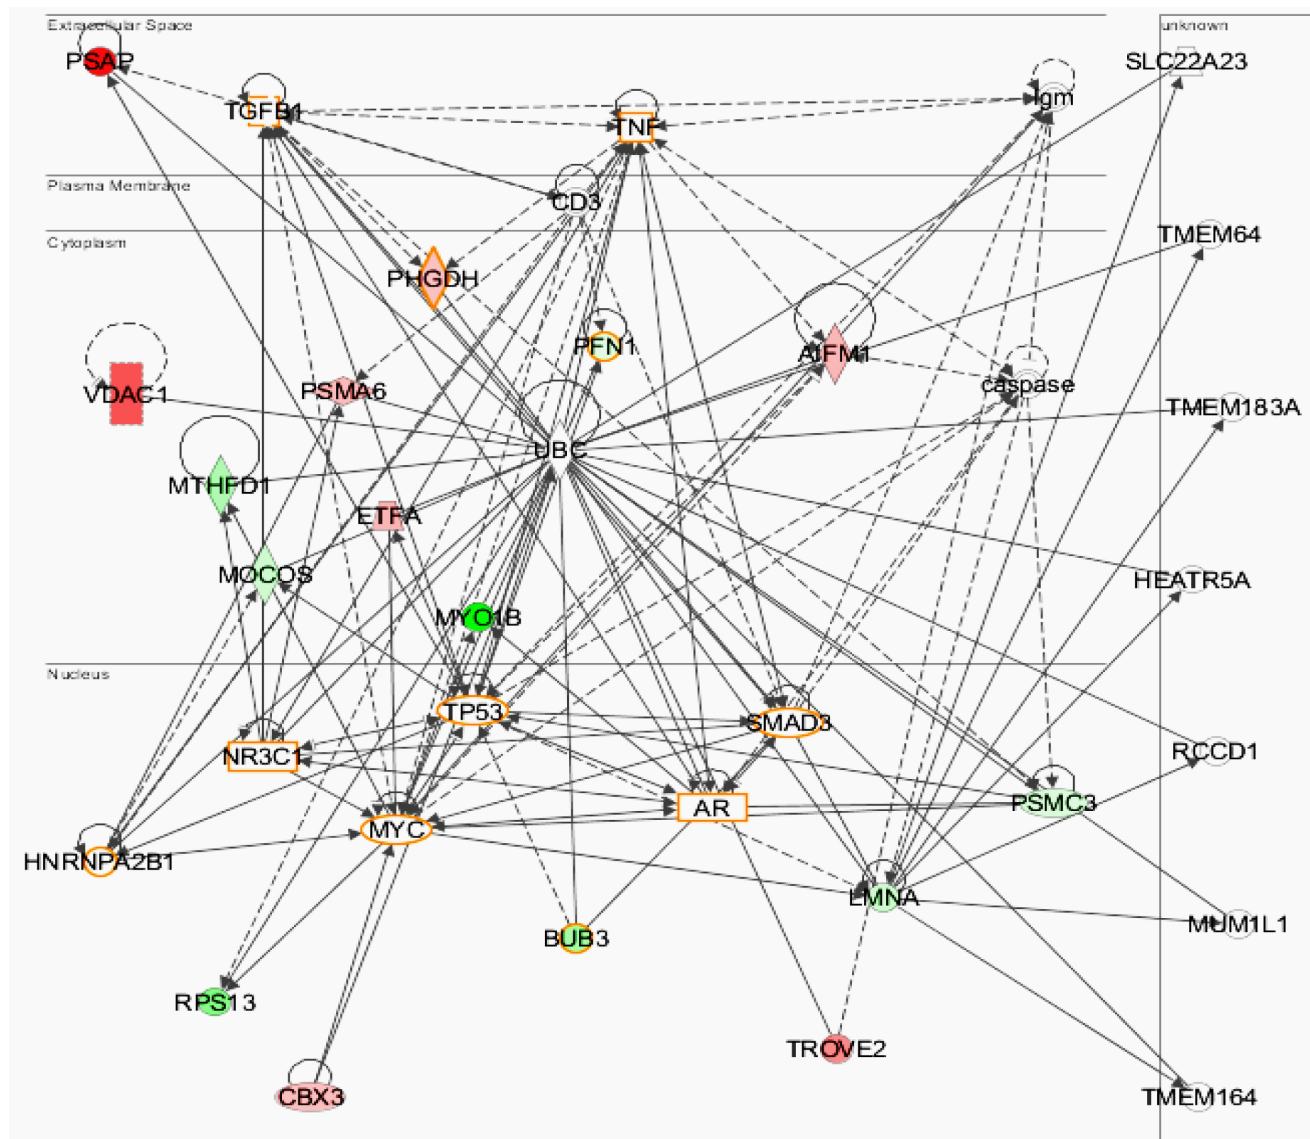 Extracellular Space
unknown
PSAP
SLC22A23
TGFB1
TNF
Igm
Plasma Membrane
CD3
Cytoplasm
TMEM64
PHGDH
PFN1
AIFM1
VDAC1
PSMA6
caspase
TMEM183A
UBC
MTHFD1
ETFA
MOCOS
HEATR5A
MYO1B
Nucleus
TP53
SMAD3
NR3C1
RCCD1
AR
PSMC3
MYC
HNRNPA2B1
LMNA
MUM1L1
BUB3
RPS13
TROVE2
CBX3
TMEM164